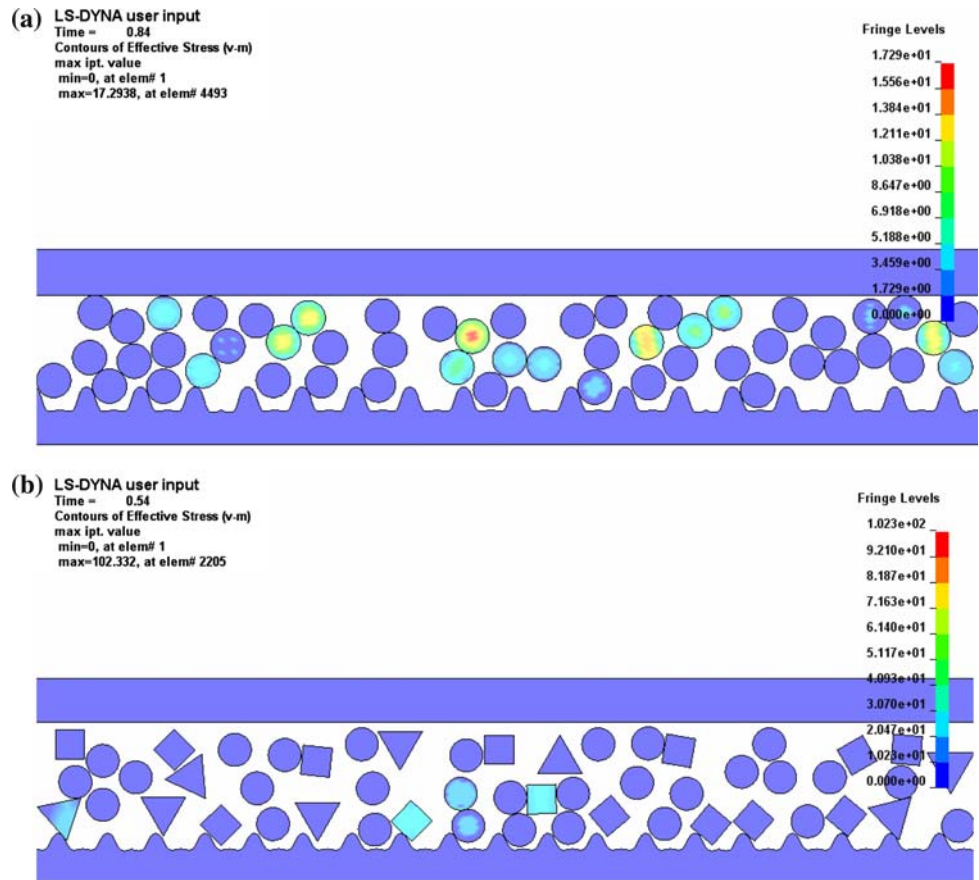 (a)
LS-DYNA user input
Time = 0.84
Contours of Effective Stress (v-m)
max ipt. value
min=0, at elem# 1
max=17.2938, at elem# 4493
Fringe Levels
1.729e+01
1.556e+01
1.384e+01
1.211e+01
1.038e+01
8.647e+00
6.918e+00
5.188e+00
3.459e+00
1.729e+00
0.000e+00
(b)
LS-DYNA user input
Time = 0.54
Contours of Effective Stress (v-m)
max ipt. value
min=0, at elem# 1
max=102.332, at elem# 2205
Fringe Levels
1.023e+02
9.210e+01
8.187e+01
7.163e+01
6.140e+01
5.117e+01
4.093e+01
3.070e+01
2.047e+01
1.023e+01
0.000e+00